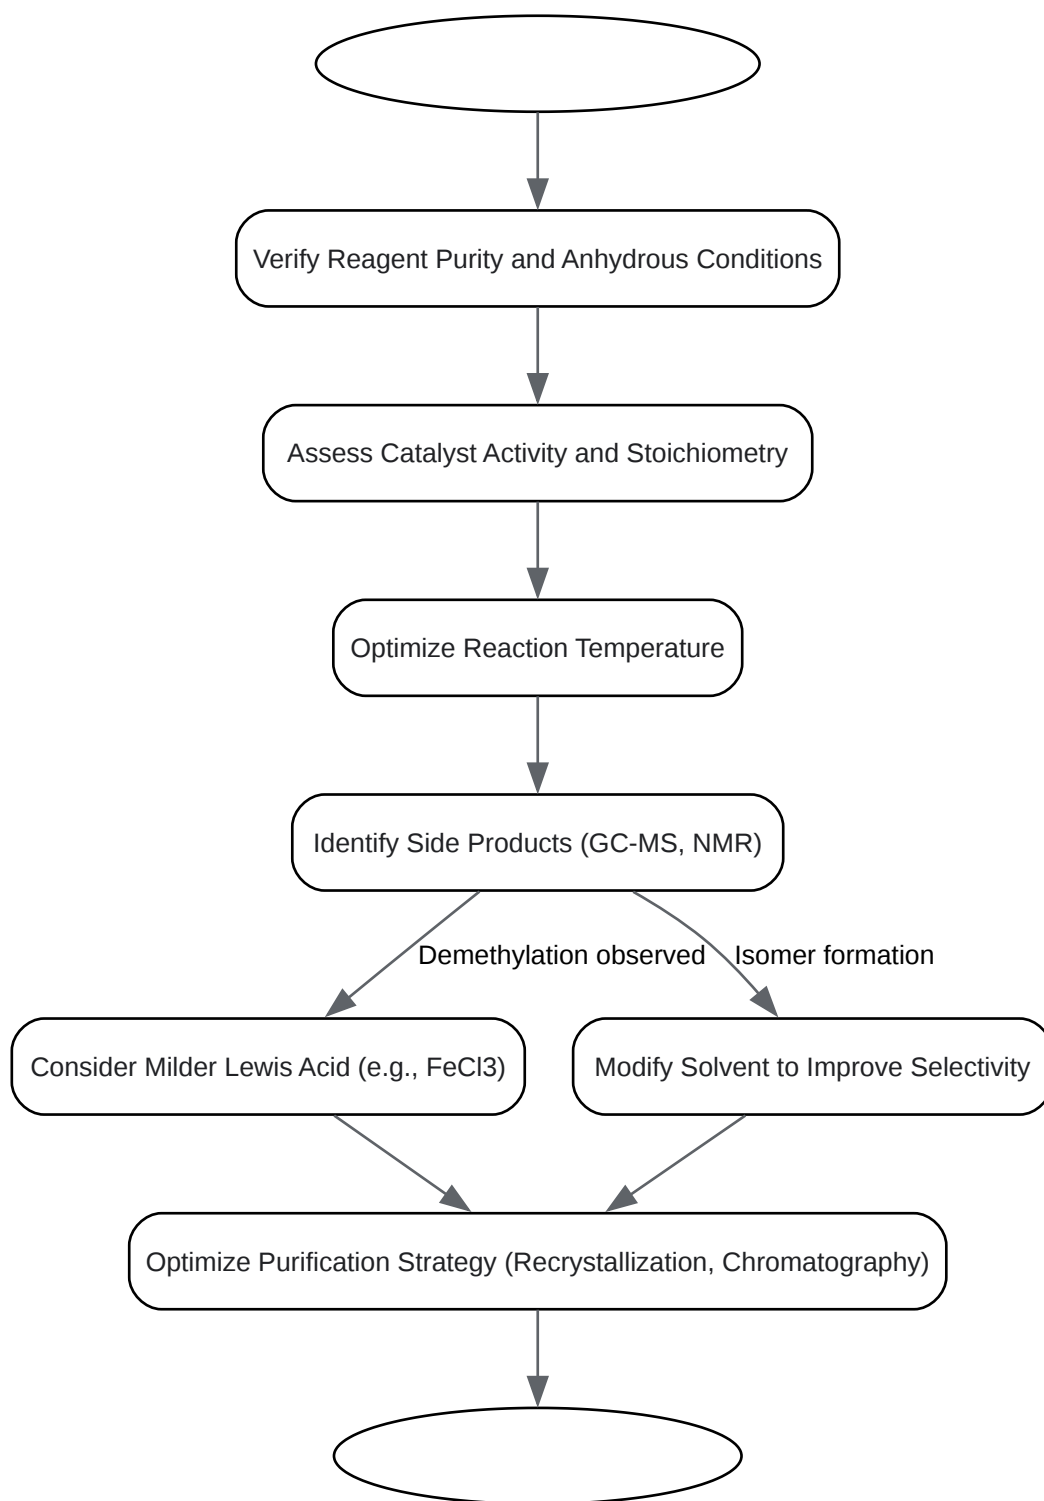 Verify Reagent Purity and Anhydrous Conditions
Assess Catalyst Activity and Stoichiometry
Optimize Reaction Temperature
Identify Side Products (GC-MS, NMR)
Demethylation observed
Isomer formation
Consider Milder Lewis Acid (e.g., FeCl3)
Modify Solvent to Improve Selectivity
Optimize Purification Strategy (Recrystallization, Chromatography)